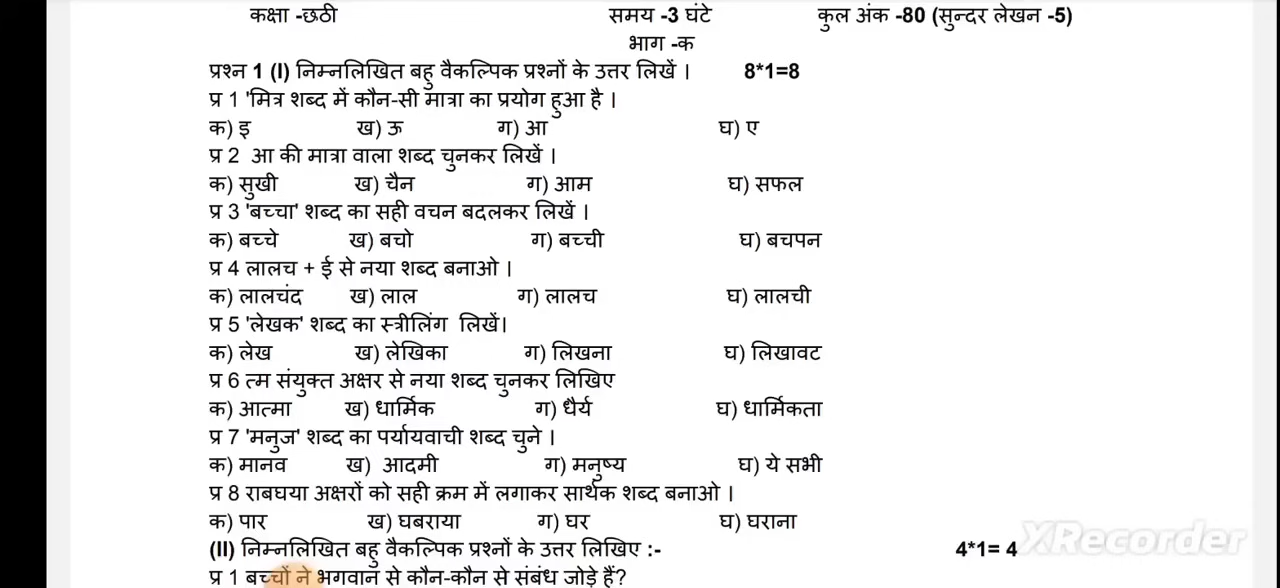 कक्षा -छठी समय -3 घंटे कुल अंक -80 (सुन्दर लेखन -5)
भाग -क
प्रश्न 1 (I) निम्नलिखित बहु वैकल्पिक प्रश्नों के उत्तर लिखें । 8*1=8
प्र 1 'मित्र शब्द में कौन-सी मात्रा का प्रयोग हुआ है ।
क) इ ख) ऊ ग) आ घ) ए
प्र 2 आ की मात्रा वाला शब्द चुनकर लिखें ।
क) सुखी ख) चैन ग) आम घ) सफल
प्र 3 'बच्चा' शब्द का सही वचन बदलकर लिखें ।
क) बच्चे ख) बचो ग) बच्ची घ) बचपन
प्र 4 लालच + ई से नया शब्द बनाओ ।
क) लालचंद ख) लाल ग) लालच घ) लालची
प्र 5 'लेखक' शब्द का स्त्रीलिंग लिखें।
क) लेख ख) लेखिका ग) लिखना घ) लिखावट
प्र 6 त्म संयुक्त अक्षर से नया शब्द चुनकर लिखिए
क) आत्मा ख) धार्मिक ग) धैर्य घ) धार्मिकता
प्र 7 'मनुज' शब्द का पर्यायवाची शब्द चुने ।
क) मानव ख) आदमी ग) मनुष्य घ) ये सभी
प्र 8 राबघया अक्षरों को सही क्रम में लगाकर सार्थक शब्द बनाओ ।
क) पार ख) घबराया ग) घर घ) घराना
(II) निम्नलिखित बहु वैकल्पिक प्रश्नों के उत्तर लिखिए :- 4*1= 4
XRecorder
प्र 1 बच्चों ने भगवान से कौन-कौन से संबंध जोड़े हैं?